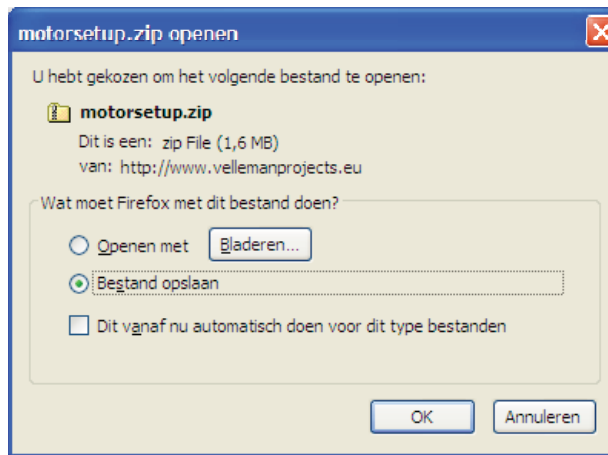 motorsetup.zip openen
U hebt gekozen om het volgende bestand te openen:
motorsetup.zip
Dit is een: zip File (1,6 MB)
van: http://www.vellemanprojects.eu
Wat moet Firefox met dit bestand doen?
Openen met Bladeren...
Bestand opslaan
Dit vanaf nu automatisch doen voor dit type bestanden
OK Annuleren